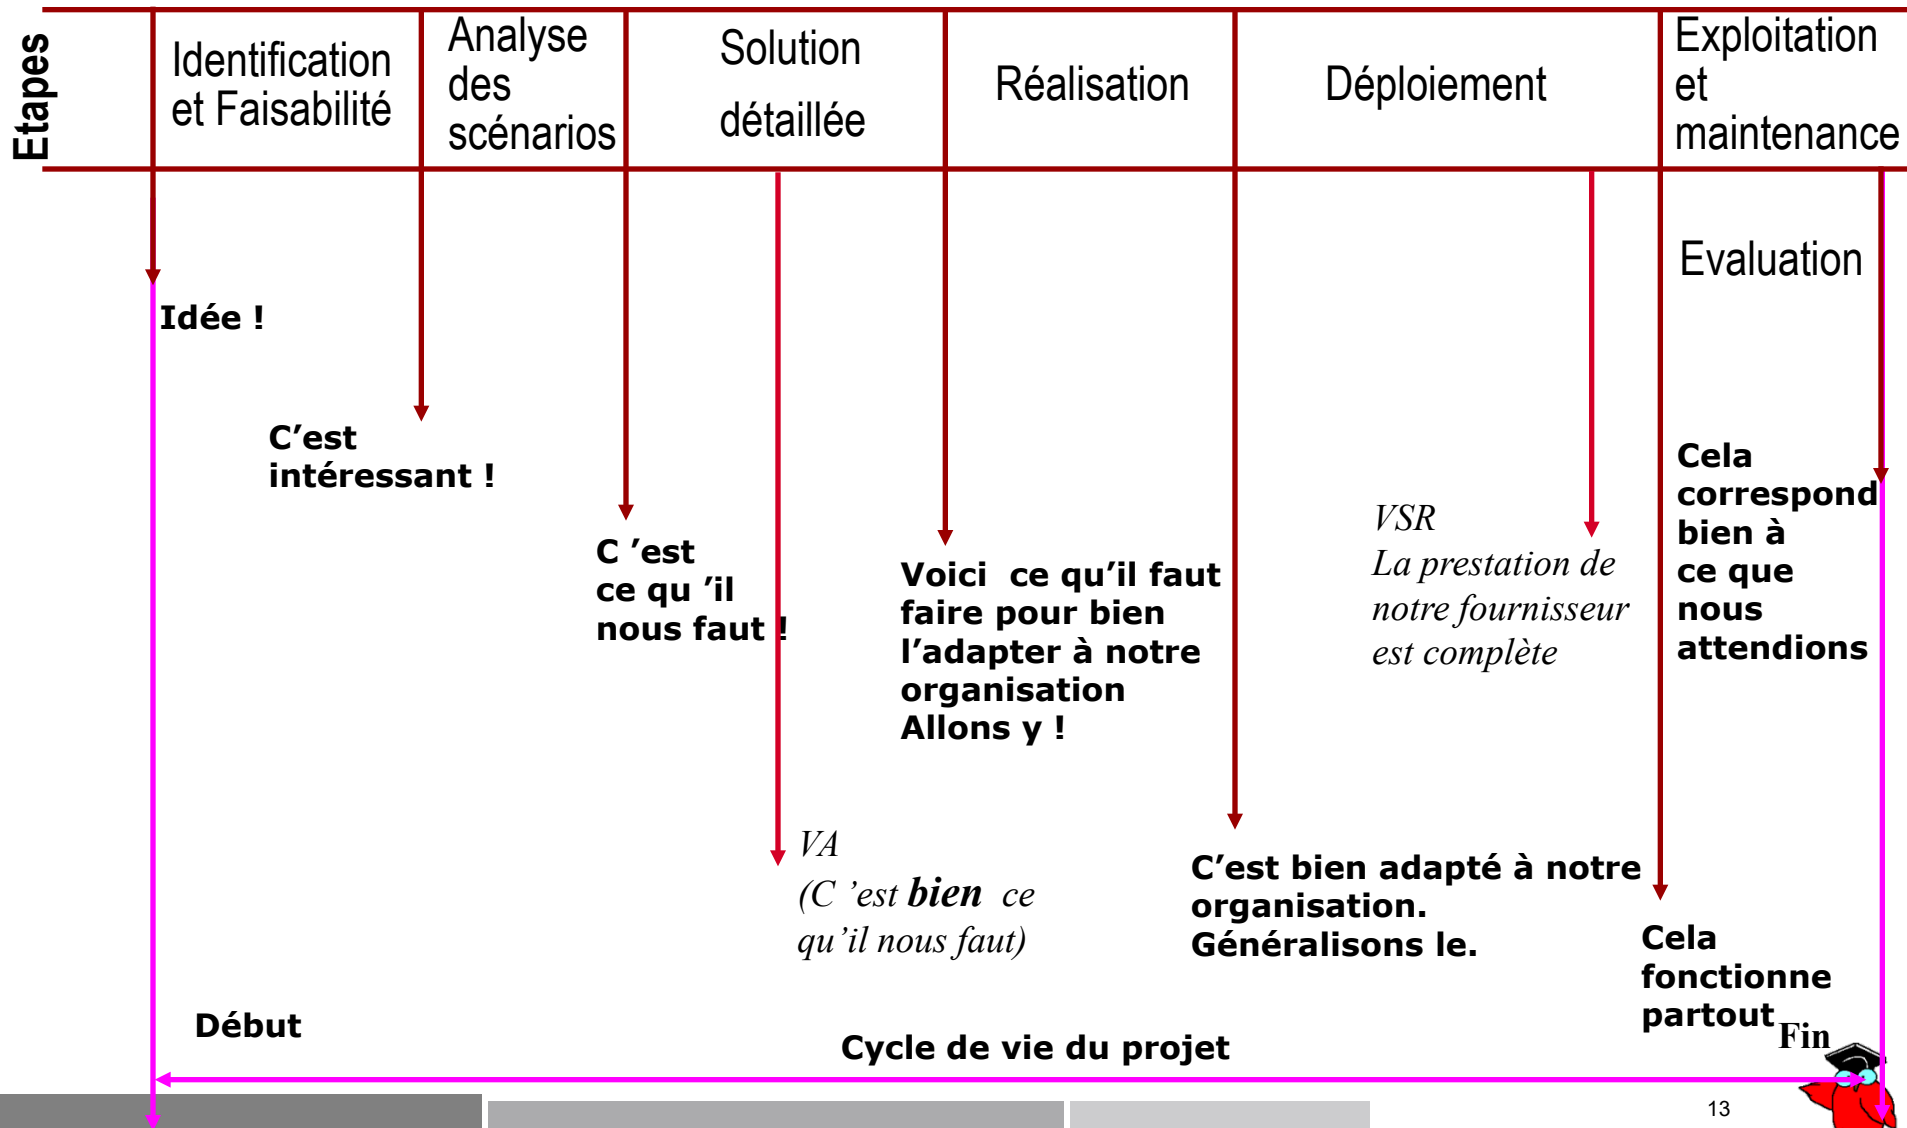 Etapes
Identification
et Faisabilité
Analyse
des
scénarios
Solution
détaillée
Réalisation
Déploiement
Exploitation
et
maintenance
Evaluation
Idée !
C’est
intéressant !
C ’est
ce qu ’il
nous faut !
VA
(C ’est bien ce
qu’il nous faut)
Voici ce qu’il faut
faire pour bien
l’adapter à notre
organisation
Allons y !
C’est bien adapté à notre
organisation.
Généralisons le.
VSR
La prestation de
notre fournisseur
est complète
Cela
fonctionne
partout
Cela
correspond
bien à
ce que
nous
attendions
Début
Cycle de vie du projet
Fin
13